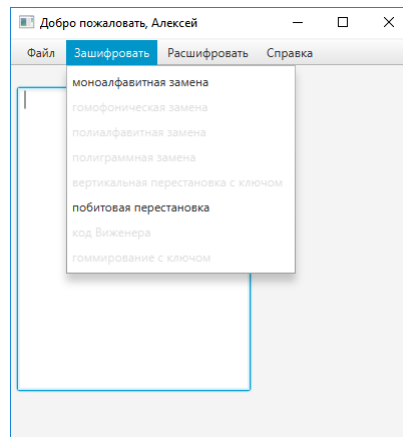 Добро пожаловать, Алексей
Файл Зашифровать Расшифровать Справка
моноалфавитная замена
гомофоническая замена
полиалфавитная замена
полиграммная замена
вертикальная перестановка с ключом
побитовая перестановка
код Виженера
гоммирование с ключом